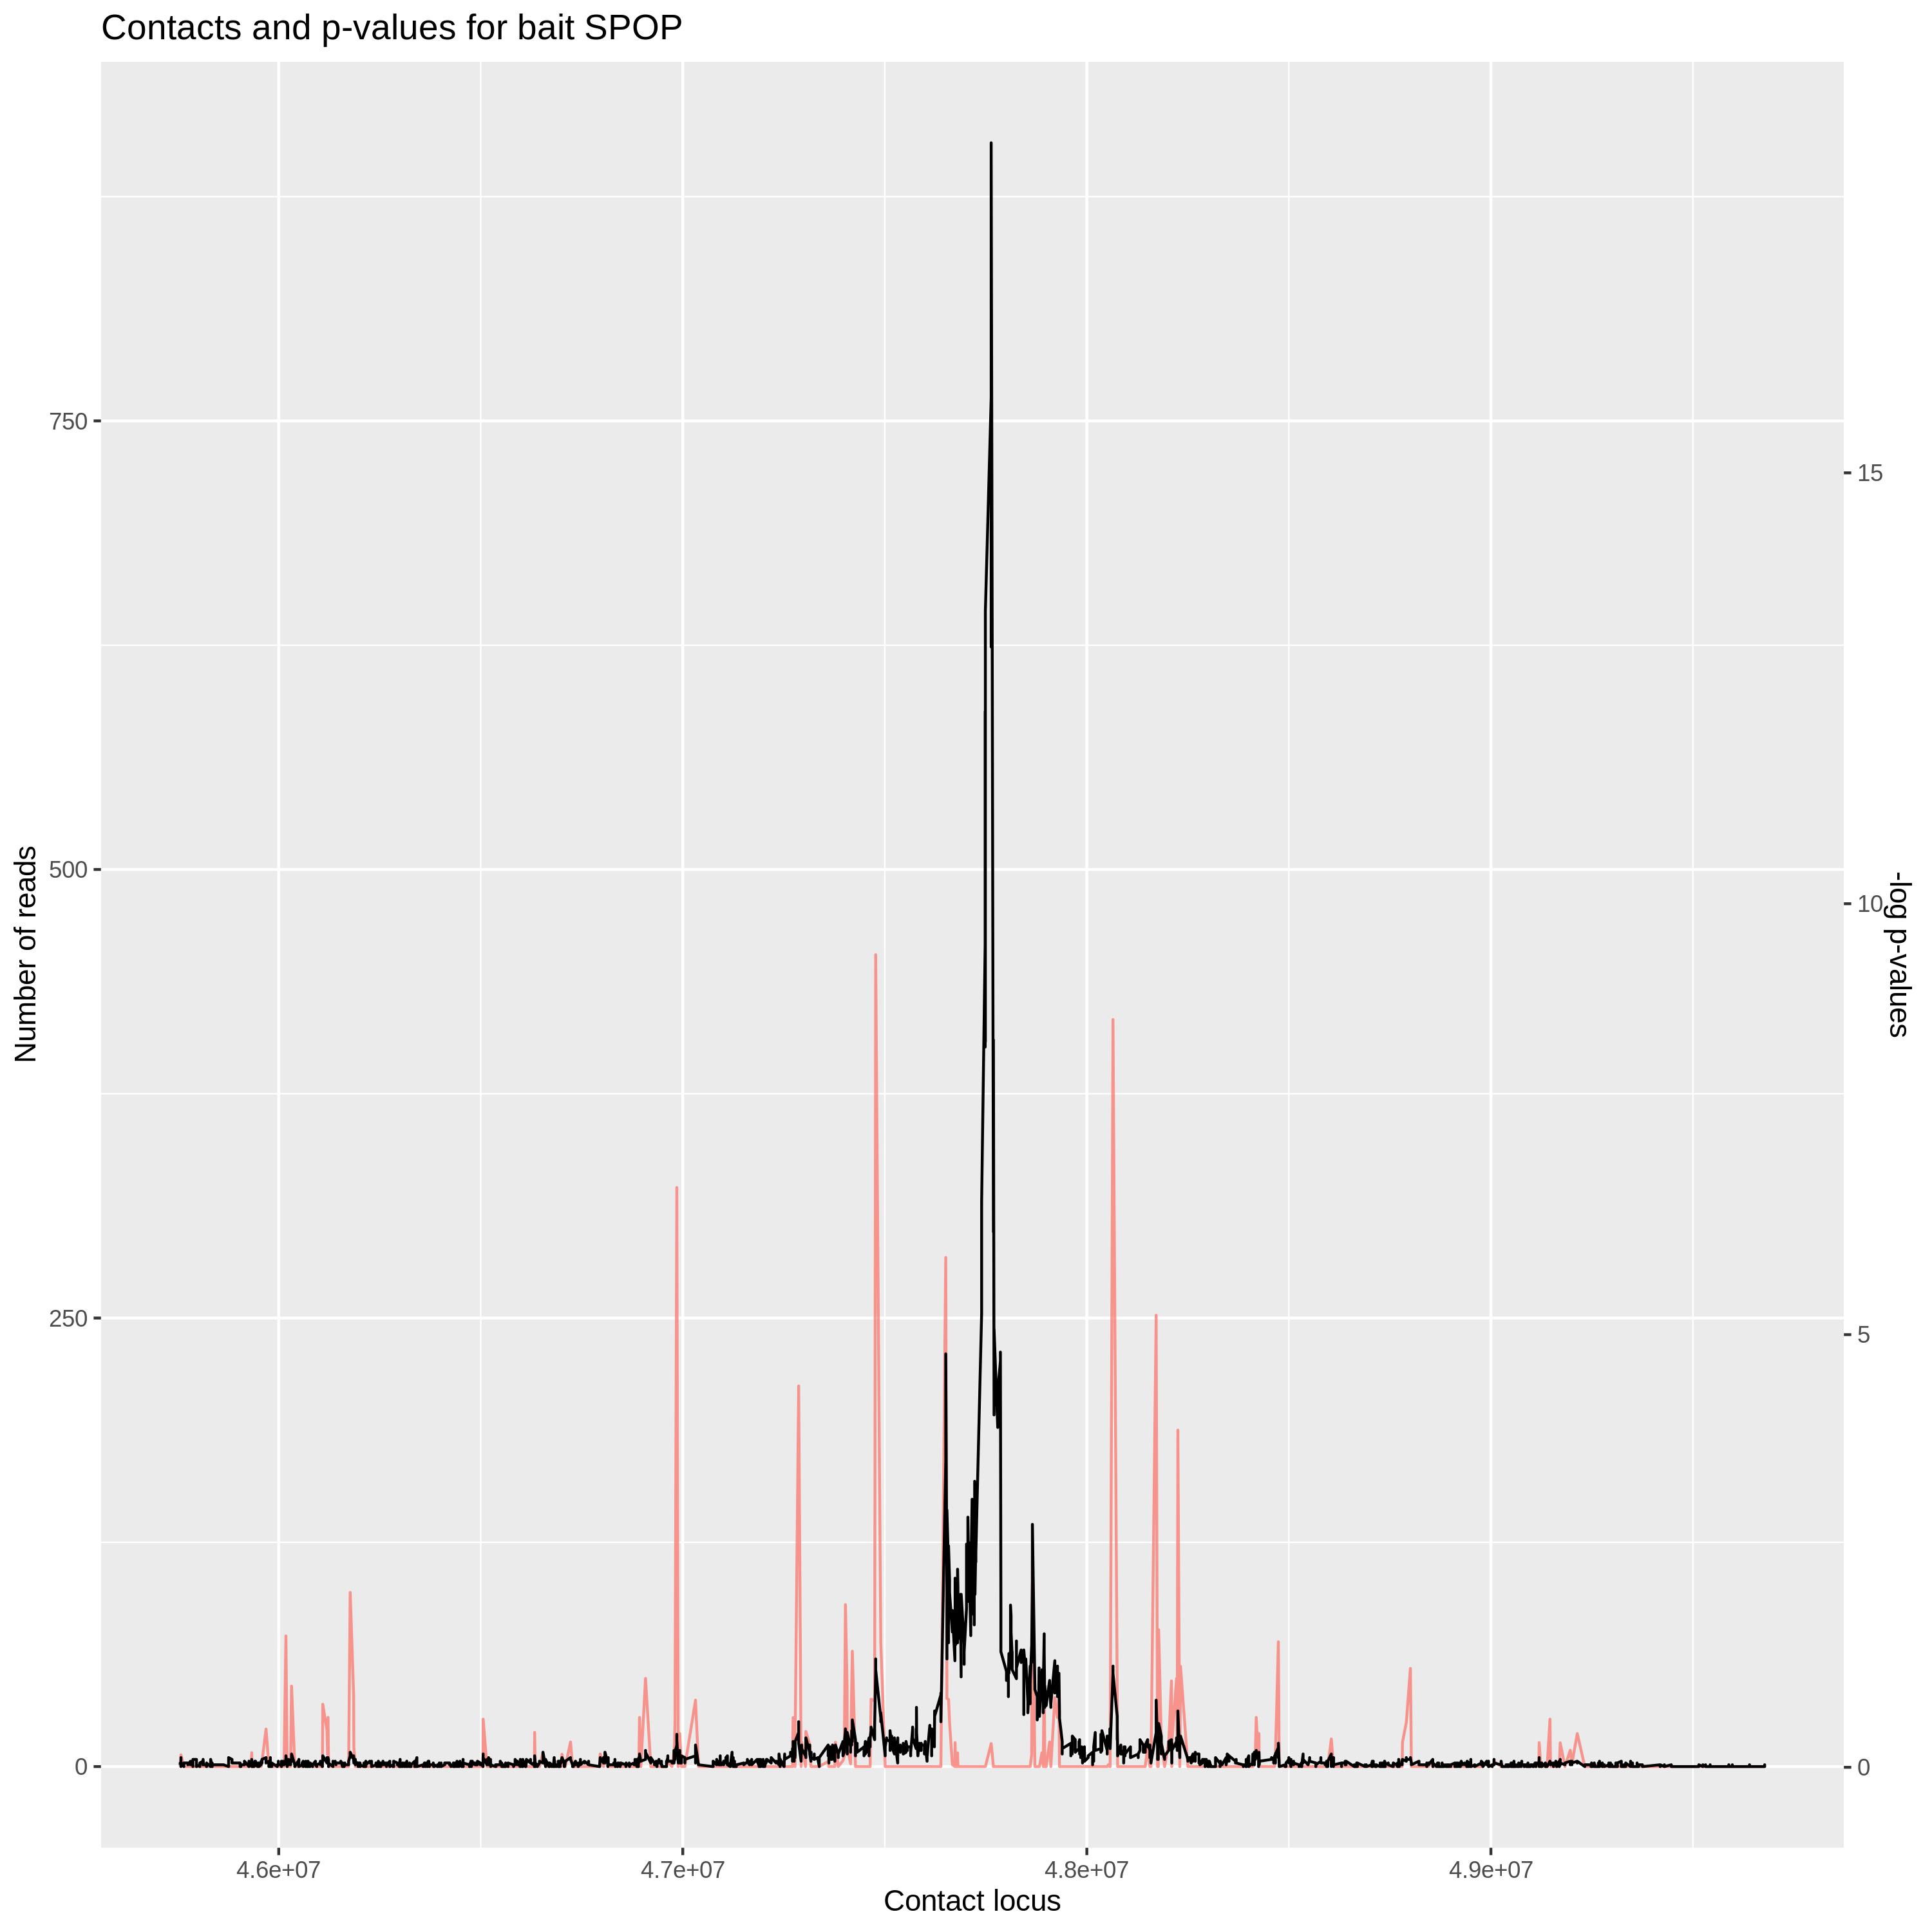 Contacts and p-values for bait SPOP
750
500
250
0
Number of reads
15
10
5
0
-log p-values
4.6e+07
4.7e+07
4.8e+07
4.9e+07
Contact locus